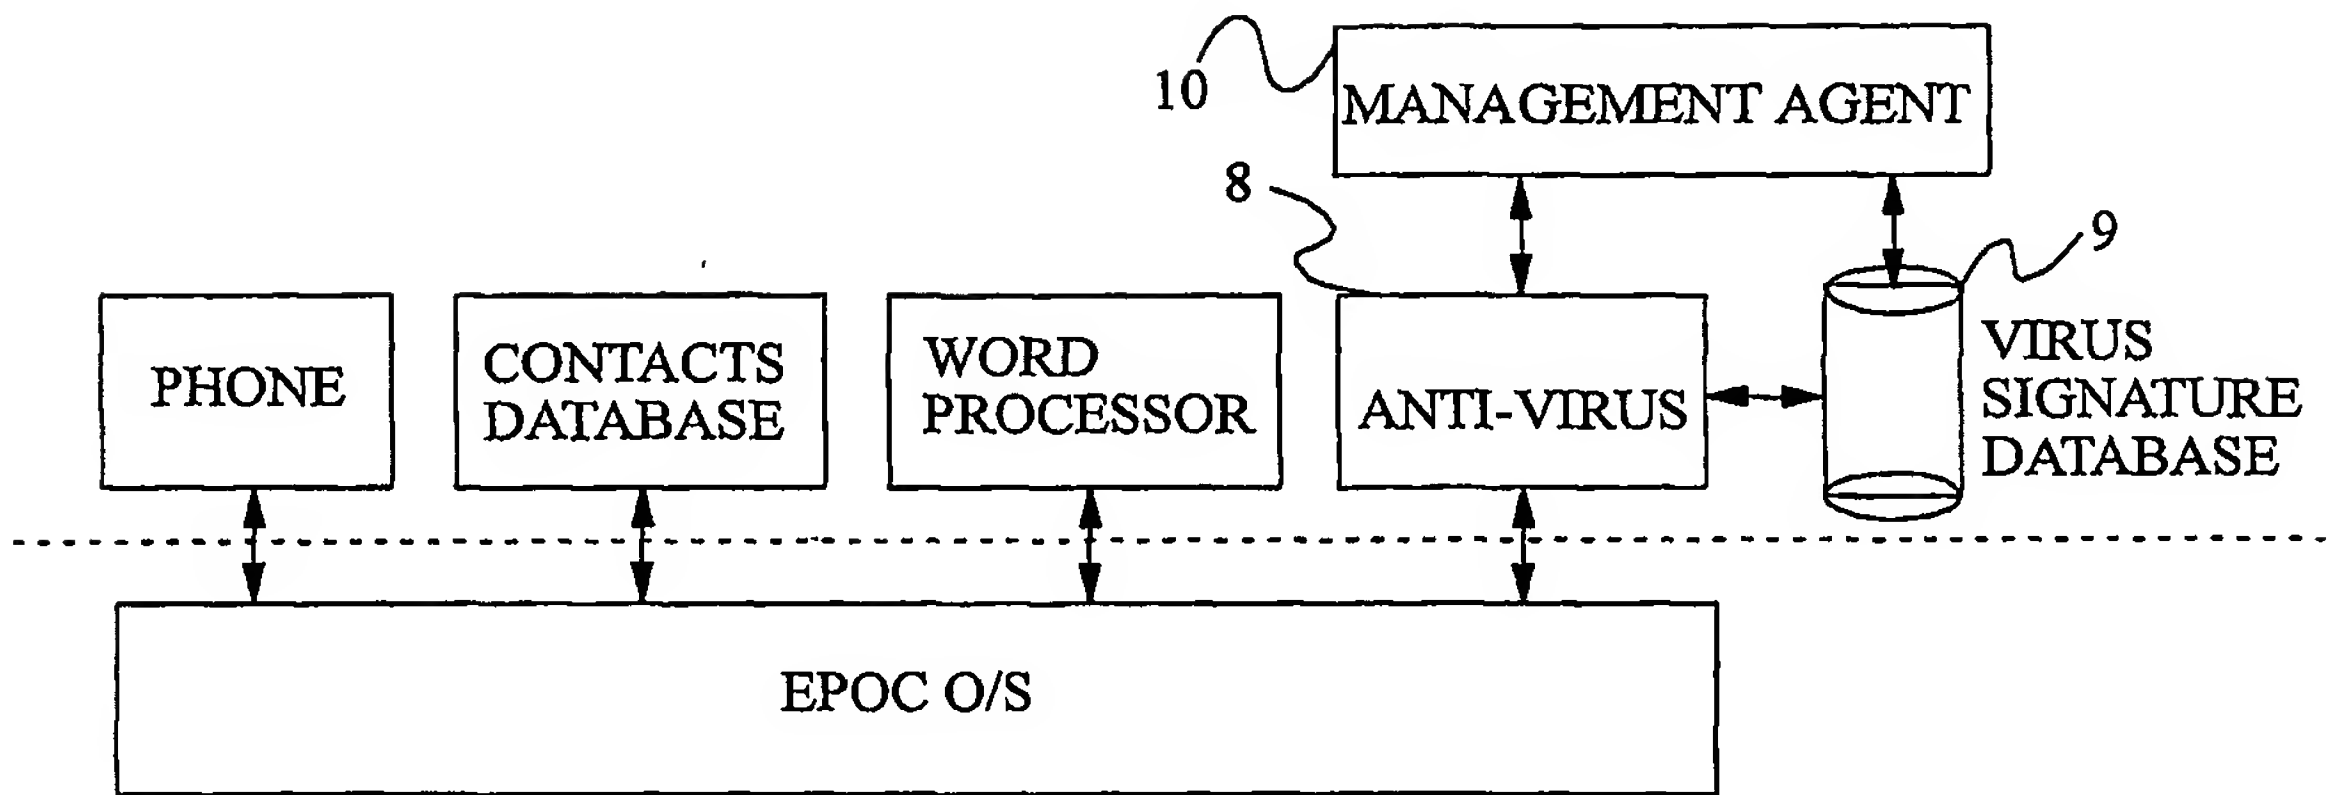 10
MANAGEMENT AGENT
8
9
PHONE
CONTACTS
DATABASE
WORD
PROCESSOR
ANTI-VIRUS
VIRUS
SIGNATURE
DATABASE
EPOC O/S